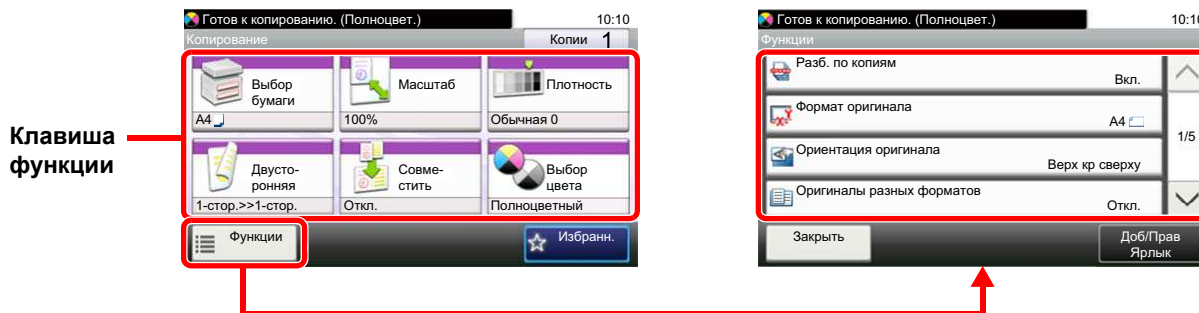 Клавиша
функции
Готов к копированию. (Полноцвет.) 10:10
Копирование
Копии 1
Выбор
бумаги
A4
Масштаб
100%
Плотность
Обычная 0
Двусто-
ронняя
1-стор.>>1-стор.
Совме-
стить
Откл.
Выбор
цвета
Полноцветный
Функции
Избранн.
Готов к копированию. (Полноцвет.) 10:10
Функции
Разб. по копиям
Вкл.
Формат оригинала
A4
Ориентация оригинала
Верх кр сверху
Оригиналы разных форматов
Откл.
1/5
Закрыть
Доб/Прав
Ярлык